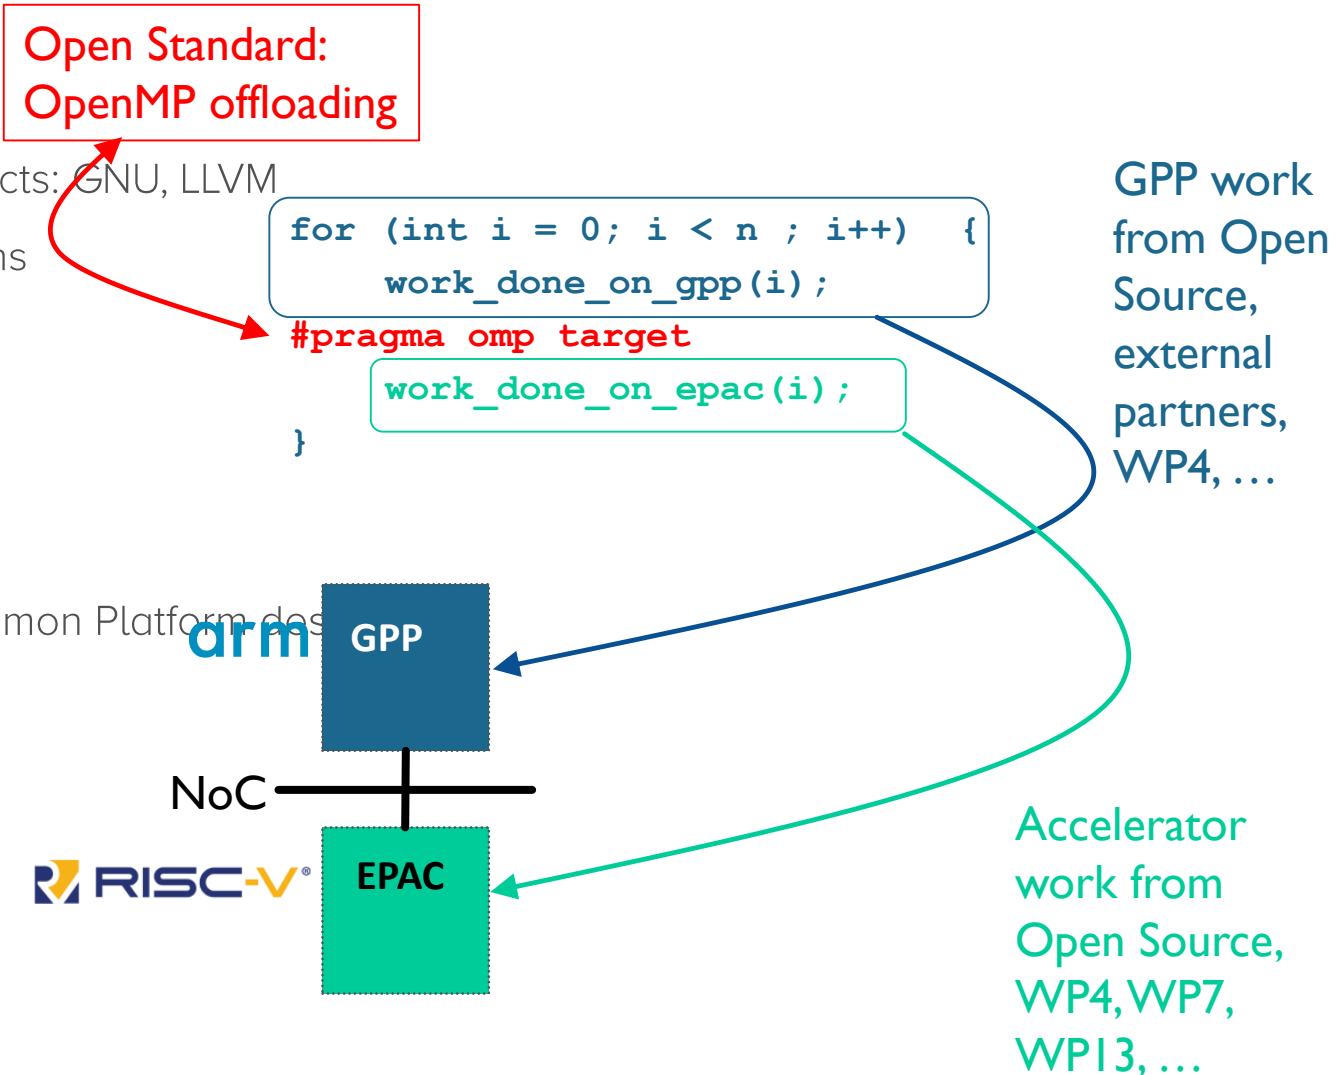 Open Standard:
OpenMP offloading
cts: GNU, LLVM
ns
for (int i = 0; i < n ; i++) {
work_done_on_gpp(i);
#pragma omp target
work_done_on_epac(i);
}
GPP work
from Open
Source,
external
partners,
WP4, …
mon Platform des
arm
GPP
NoC
RISC-V®
EPAC
Accelerator
work from
Open Source,
WP4, WP7,
WP13, …